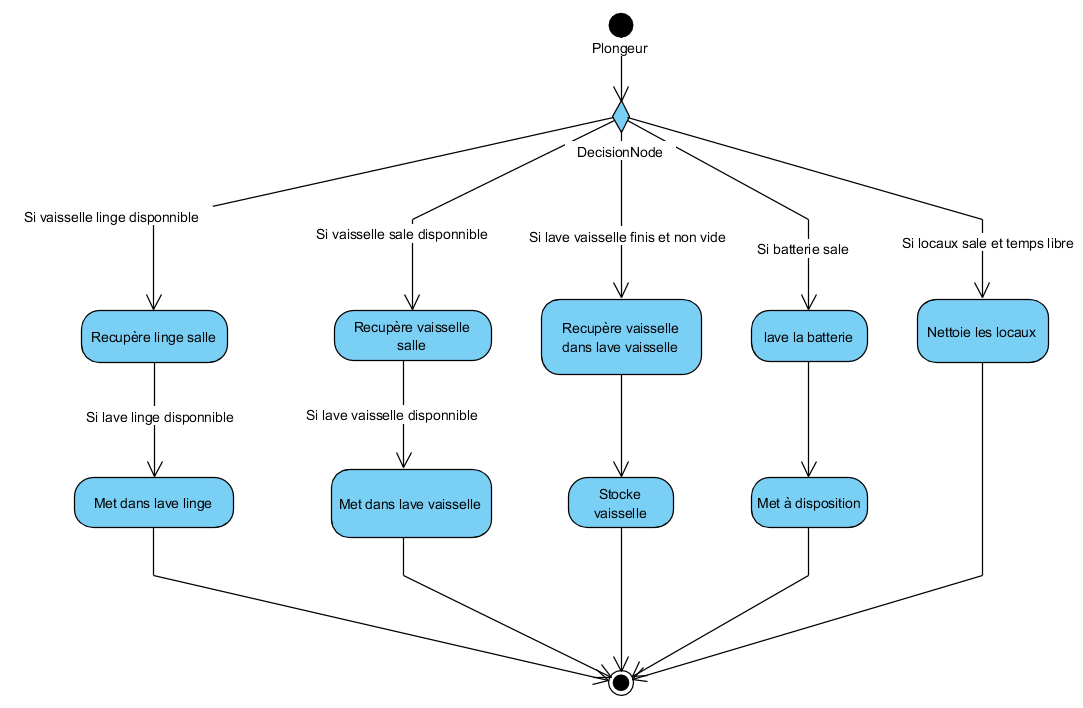 Plongeur
DecisionNode
Si vaisselle linge disponnible
Si vaisselle sale disponnible
Si lave vaisselle finis et non vide
Si batterie sale
Si locaux sale et temps libre
Recupère linge salle
Recupère vaisselle
salle
Recupère vaisselle
dans lave vaisselle
lave la batterie
Nettoie les locaux
Si lave linge disponnible
Si lave vaisselle disponnible
Met dans lave linge
Met dans lave vaisselle
Stocke
vaisselle
Met à disposition